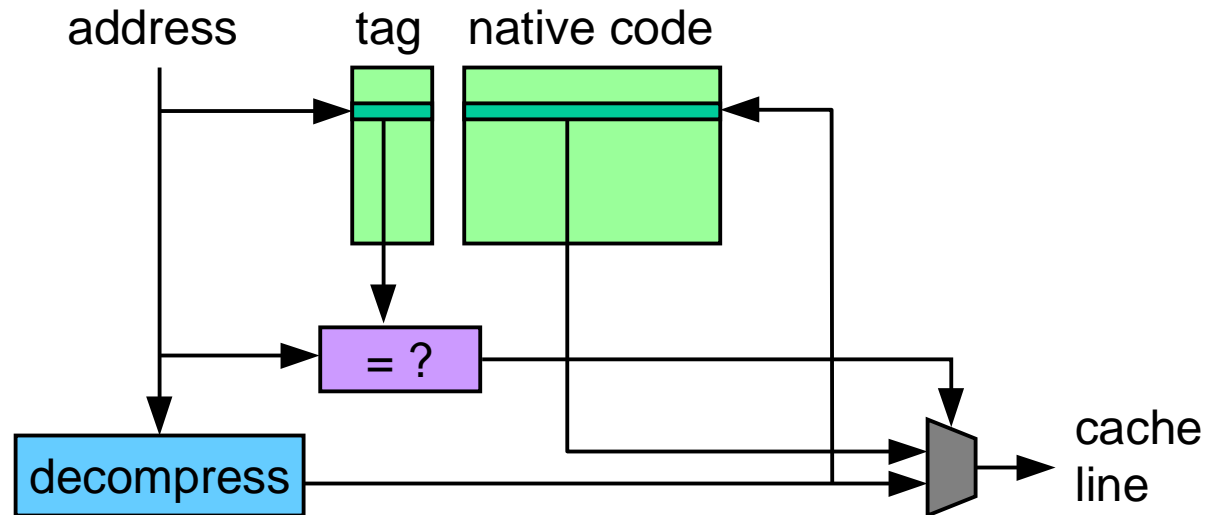 address
tag
native code
= ?
decompress
cache
line